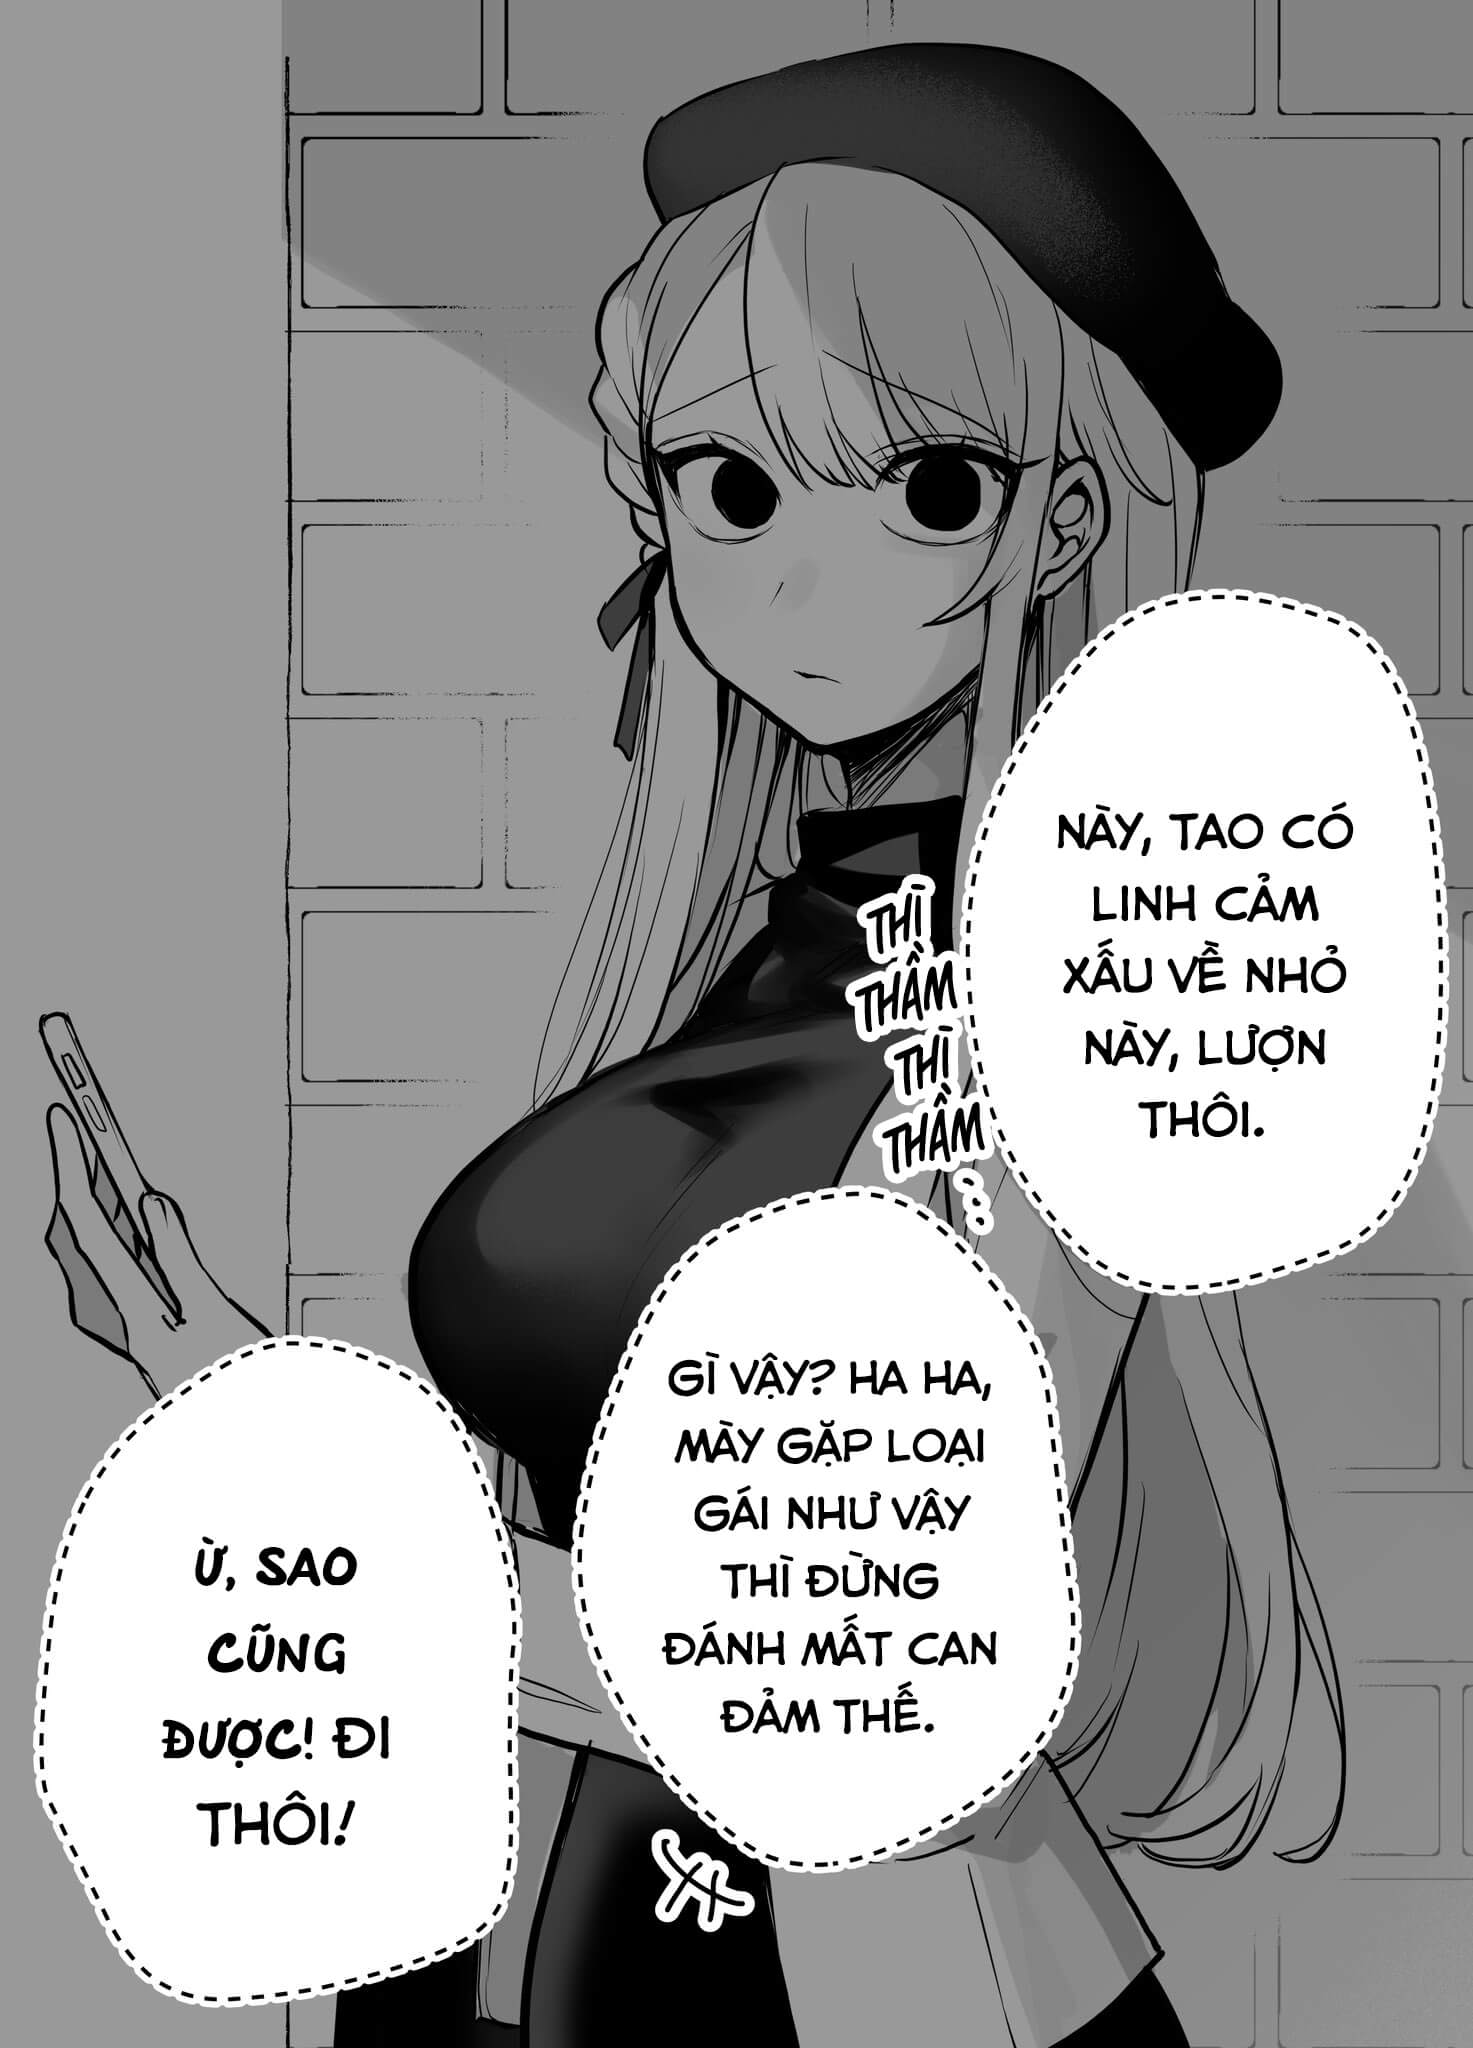 NÀY, TAO CÓ
LINH CẢM
XẤU VỀ NHỎ
NÀY, LƯỢN
THÔI.
THÌ
THẦM
THÌ
THẦM
GÌ VẬY? HA HA,
MÀY GẶP LOẠI
GÁI NHƯ VẬY
THÌ ĐỪNG
ĐÁNH MẤT CAN
ĐẢM THẾ.
Ừ, SAO
CŨNG
ĐƯỢC! ĐI
THÔI!